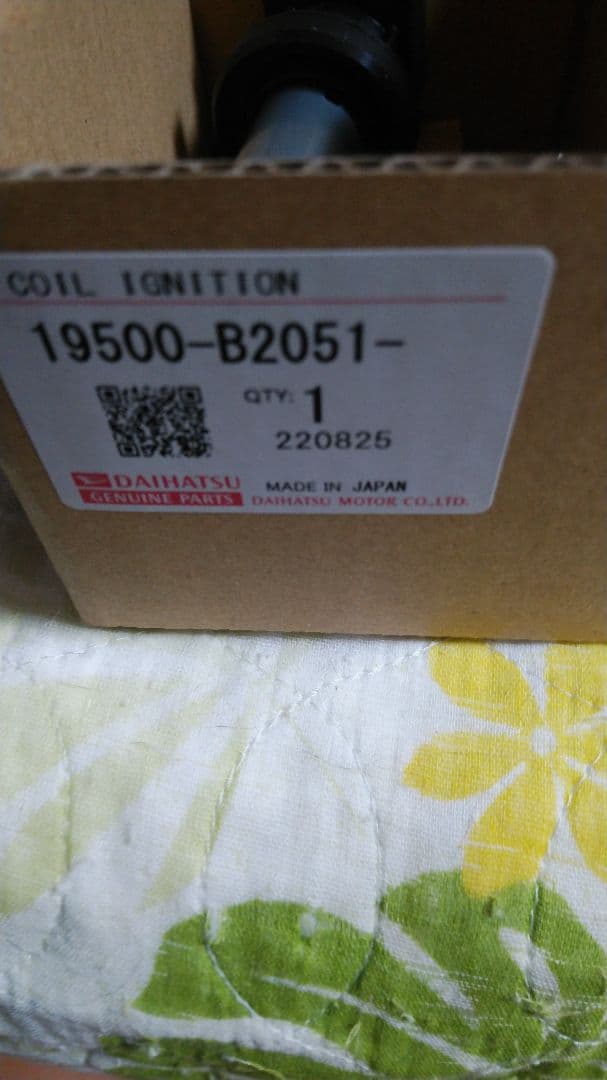 COIL IGNITION
19500-B2051-
QTY: 1
220825
DAIHATSU
GENUINE PARTS
MADE IN JAPAN
DAIHATSU MOTOR CO.,LTD.